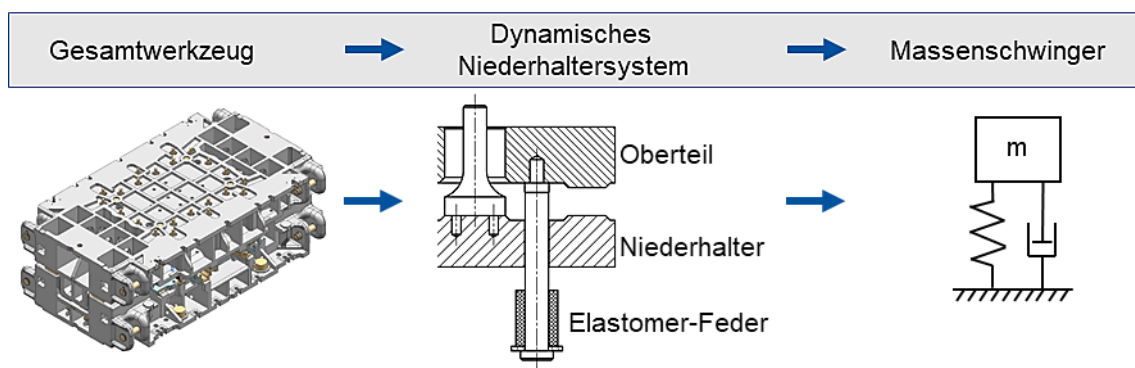 Gesamtwerkzeug
Dynamisches
Niederhaltersystem
Massenschwinger
Oberteil
Niederhalter
Elastomer-Feder
m